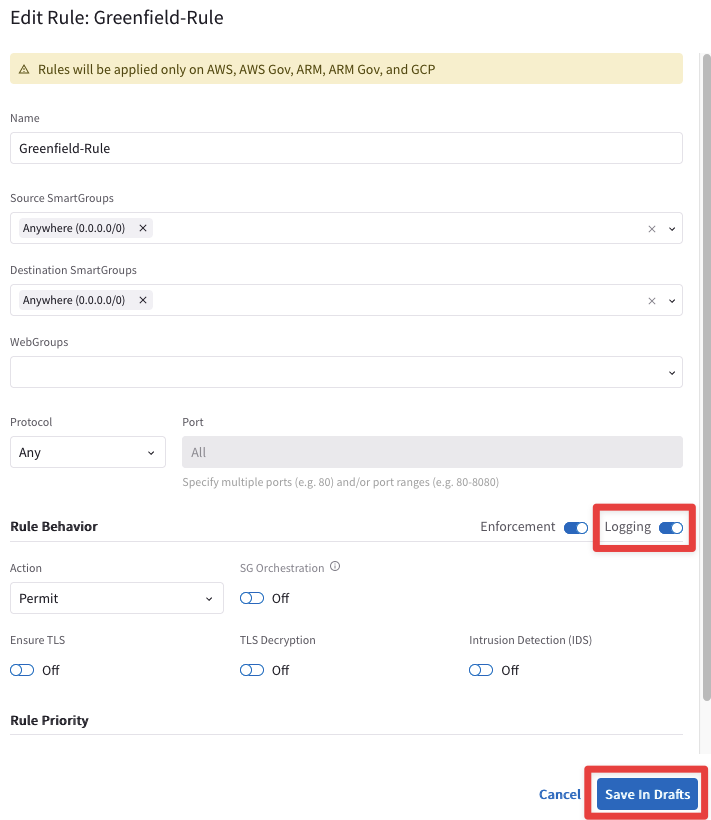 Edit Rule: Greenfield-Rule
Rules will be applied only on AWS, AWS Gov, ARM, ARM Gov, and GCP
Name
Greenfield-Rule
Source SmartGroups
Anywhere (0.0.0.0/0)
Destination SmartGroups
Anywhere (0.0.0.0/0)
WebGroups
Protocol Port
Any All
Specify multiple ports (e.g. 80) and/or port ranges (e.g. 80-8080)
Rule Behavior Enforcement Logging
Action SG Orchestration
Permit Off
Ensure TLS TLS Decryption Intrusion Detection (IDS)
Off Off Off
Rule Priority
Cancel Save In Drafts